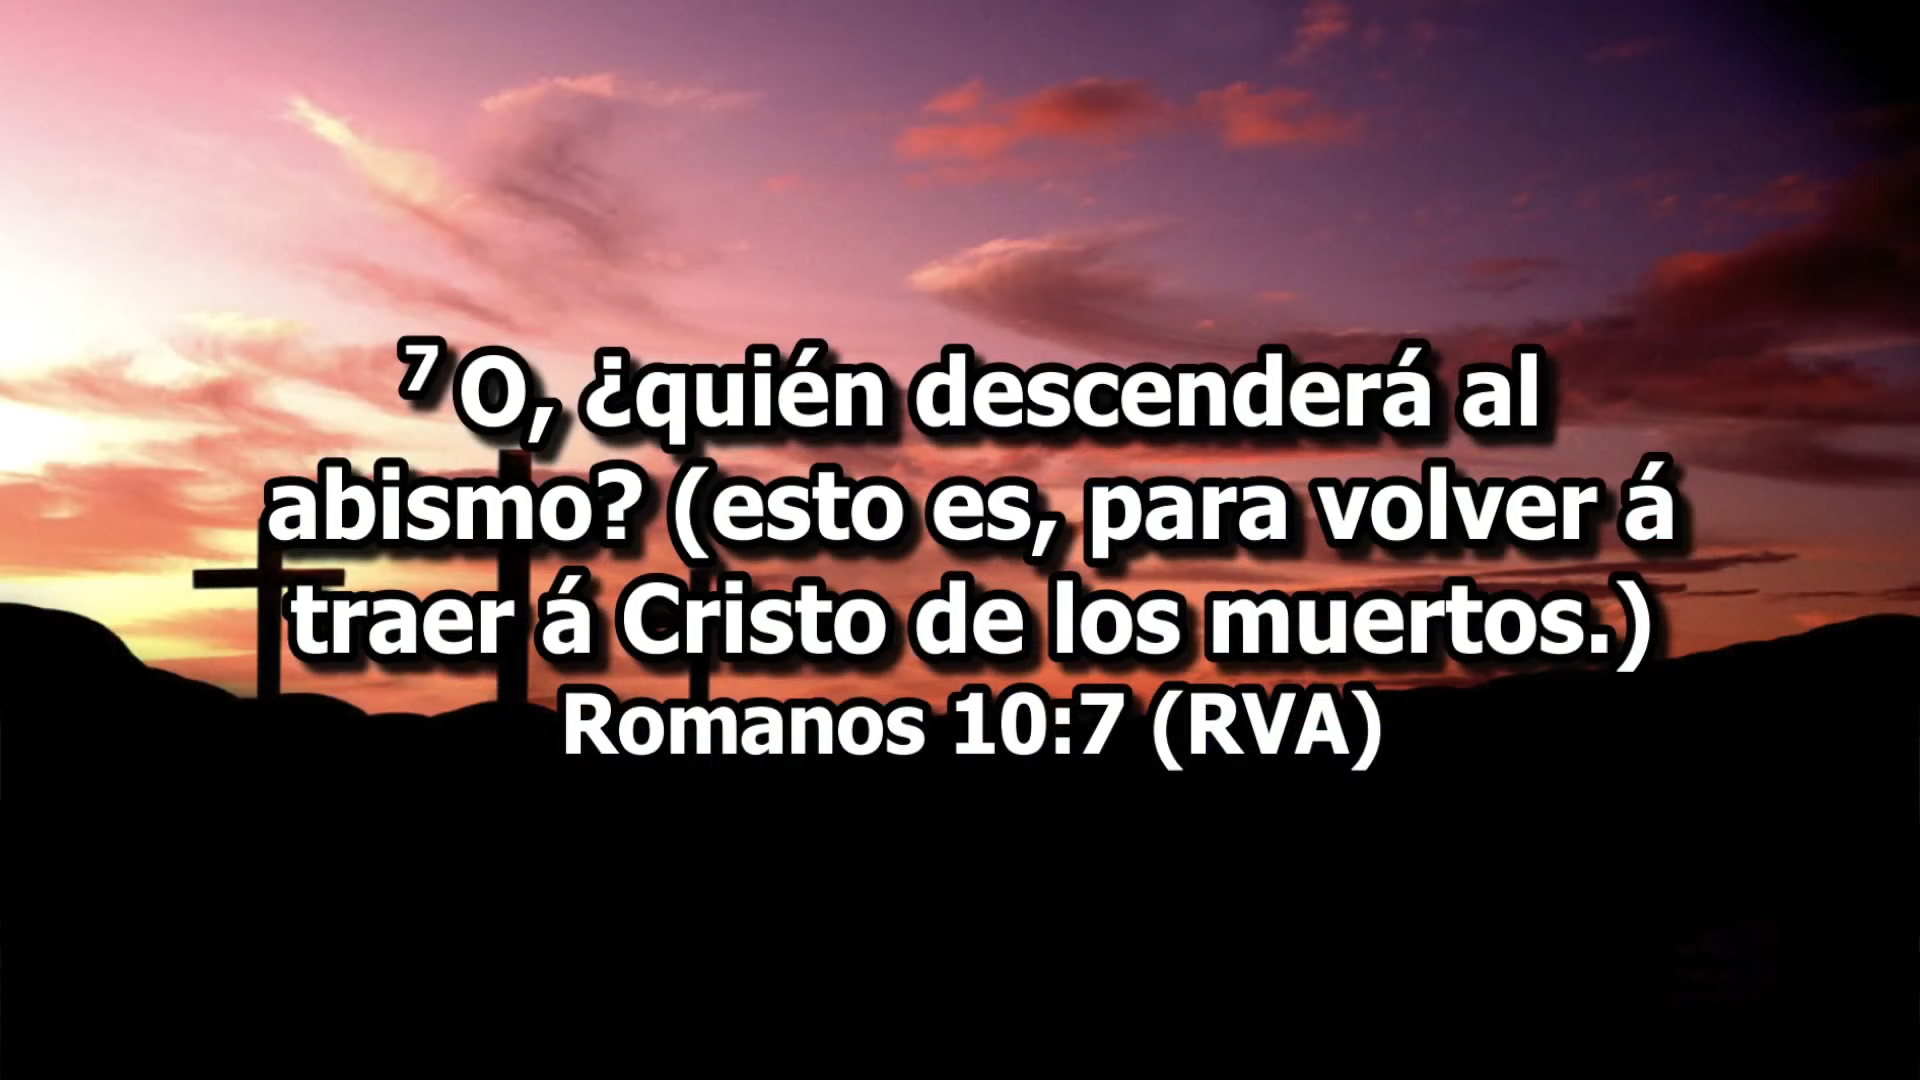 ⁷ O, ¿quién descenderá al
abismo? (esto es, para volver á
traer á Cristo de los muertos.)
Romanos 10:7 (RVA)